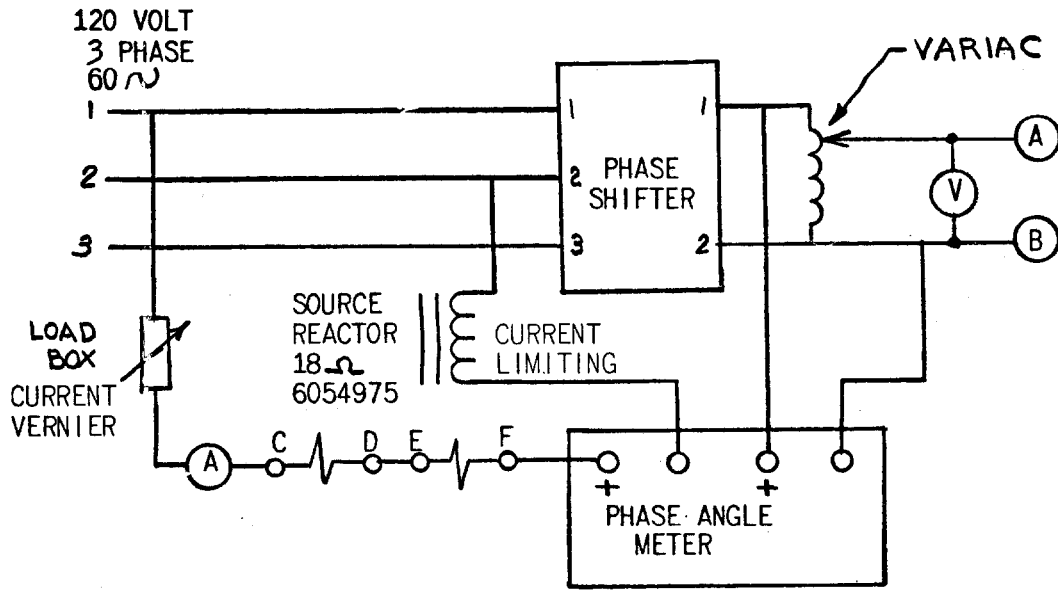 120 VOLT
3 PHASE
60 ∿
1
2
3
1
2
3
PHASE
SHIFTER
1
2
VARIAC
A
V
B
LOAD
BOX
CURRENT
VERNIER
SOURCE
REACTOR
18 Ω
6054975
CURRENT
LIMITING
A
C
D
E
F
+
+
PHASE ANGLE
METER